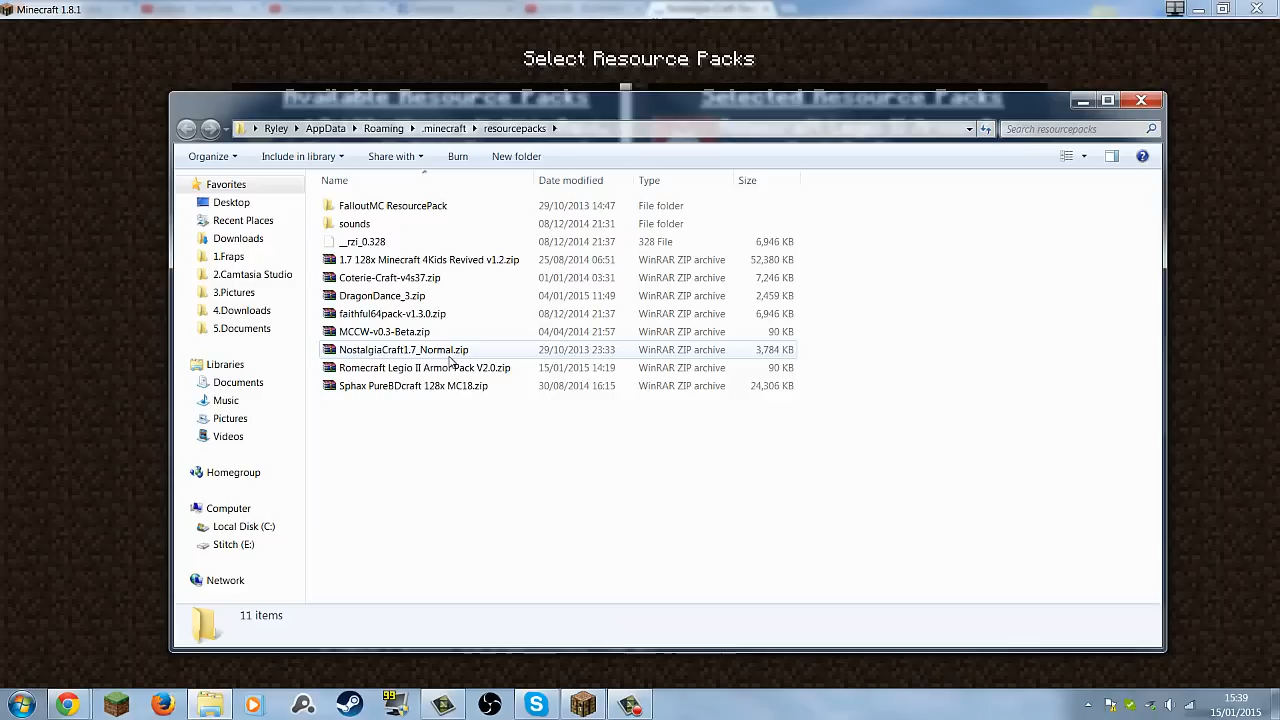 Minecraft 1.8.1
Select Resource Packs
Available Resource Packs Selected Resource Packs
Ryley AppData Roaming .minecraft resourcepacks Search resourcepacks
Organize Include in library Share with Burn New folder
Favorites
Desktop
Recent Places
Downloads
1.Fraps
2.Camtasia Studio
3.Pictures
4.Downloads
5.Documents
Libraries
Documents
Music
Pictures
Videos
Homegroup
Computer
Local Disk (C:)
Stitch (E:)
Network
Name Date modified Type Size
FalloutMC ResourcePack 29/10/2013 14:47 File folder
sounds 08/12/2014 21:31 File folder
__rzi_0.328 08/12/2014 21:37 328 File 6,946 KB
1.7 128x Minecraft 4Kids Revived v1.2.zip 25/08/2014 06:51 WinRAR ZIP archive 52,380 KB
Coterie-Craft-v4s37.zip 01/01/2014 03:31 WinRAR ZIP archive 7,246 KB
DragonDance_3.zip 04/01/2015 11:49 WinRAR ZIP archive 2,459 KB
faithful64pack-v1.3.0.zip 08/12/2014 21:37 WinRAR ZIP archive 6,946 KB
MCCW-v0.3-Beta.zip 04/04/2014 21:57 WinRAR ZIP archive 90 KB
NostalgiaCraft1.7_Normal.zip 29/10/2013 23:33 WinRAR ZIP archive 3,784 KB
Romecraft Legio II Armor Pack V2.0.zip 15/01/2015 14:19 WinRAR ZIP archive 90 KB
Sphax PureBDcraft 128x MC18.zip 30/08/2014 16:15 WinRAR ZIP archive 24,306 KB
11 items
99
15:39
15/01/2015